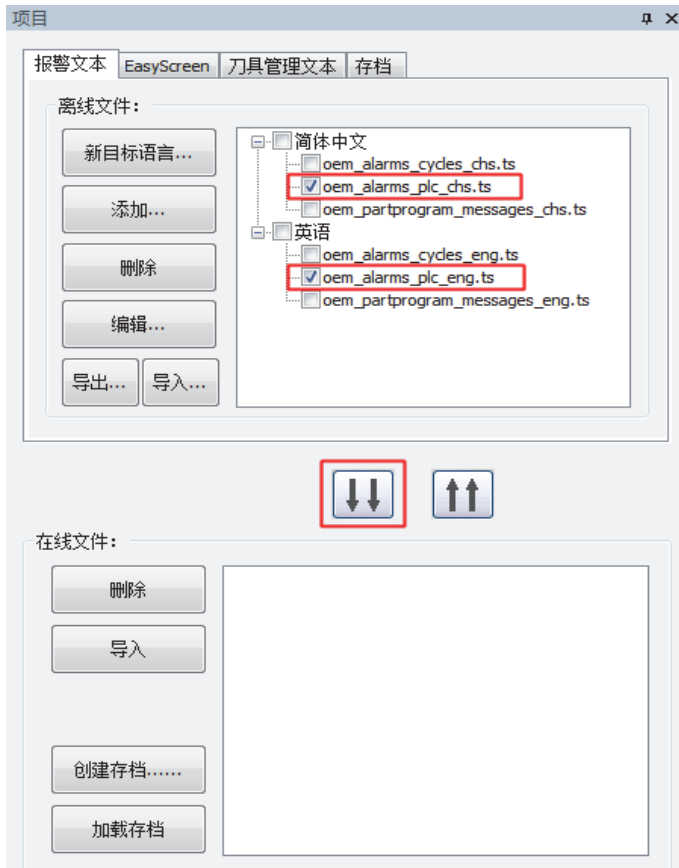 项目
报警文本 EasyScreen 刀具管理文本 存档
离线文件:
新目标语言...
添加...
删除
编辑...
导出... 导入...
简体中文
oem_alarms_cycles_chs.ts
oem_alarms_plc_chs.ts
oem_partprogram_messages_chs.ts
英语
oem_alarms_cycles_eng.ts
oem_alarms_plc_eng.ts
oem_partprogram_messages_eng.ts
在线文件:
删除
导入
创建存档......
加载存档